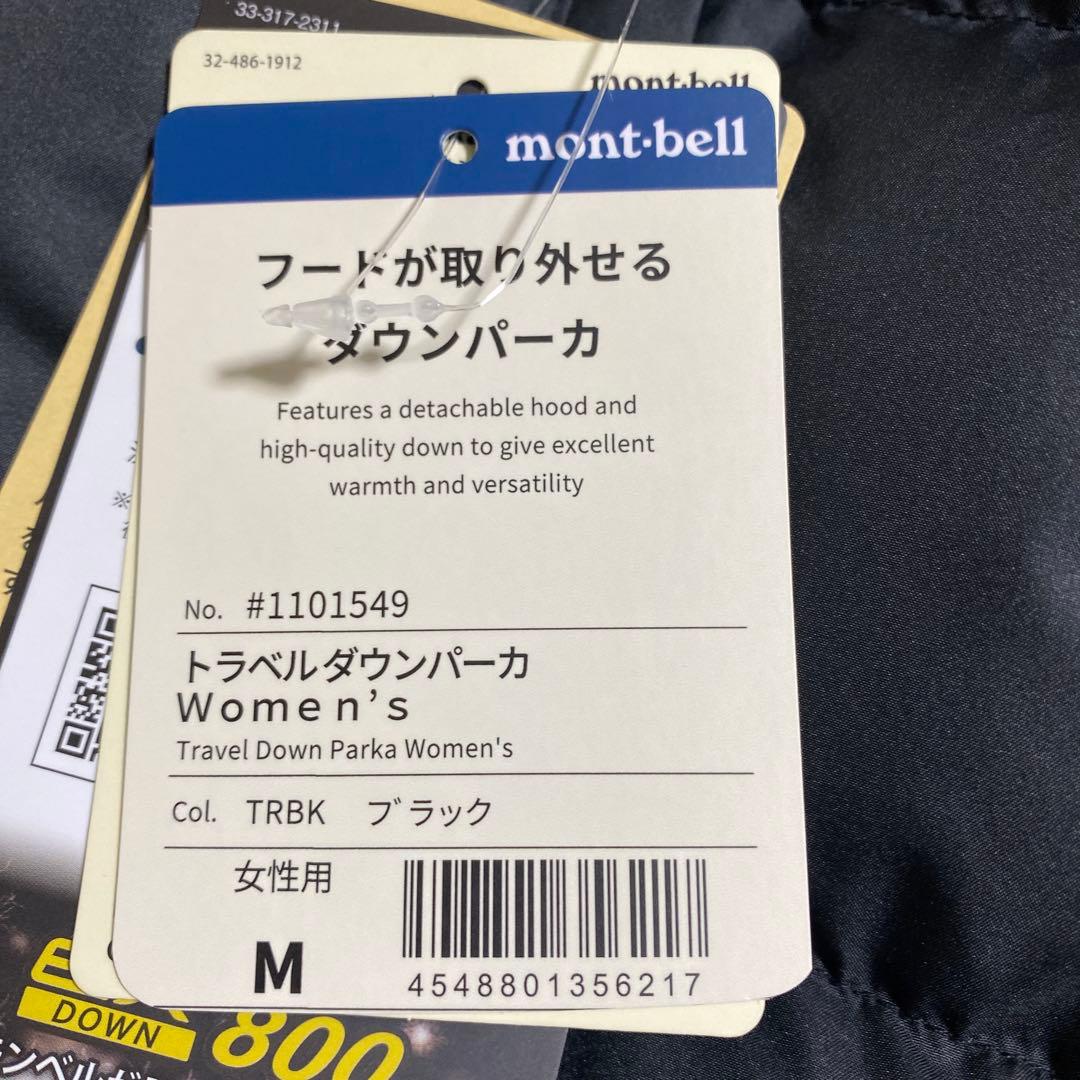 33-317-2311
32-486-1912
mont-bell
mont-bell
フードが取り外せる
ダウンパーカ
Features a detachable hood and
high-quality down to give excellent
warmth and versatility
No. #1101549
トラベルダウンパーカ
Women's
Travel Down Parka Women's
Col. TRBK ブラック
女性用
M
4548801356217
DOWN
800